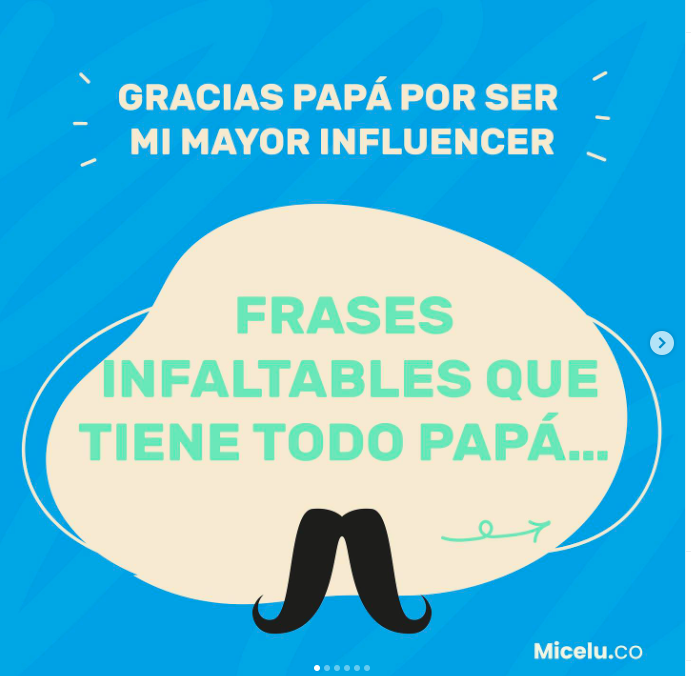 GRACIAS PAPÁ POR SER
MI MAYOR INFLUENCER
FRASES
INFALTABLES QUE
TIENE TODO PAPÁ...
Micelu.co